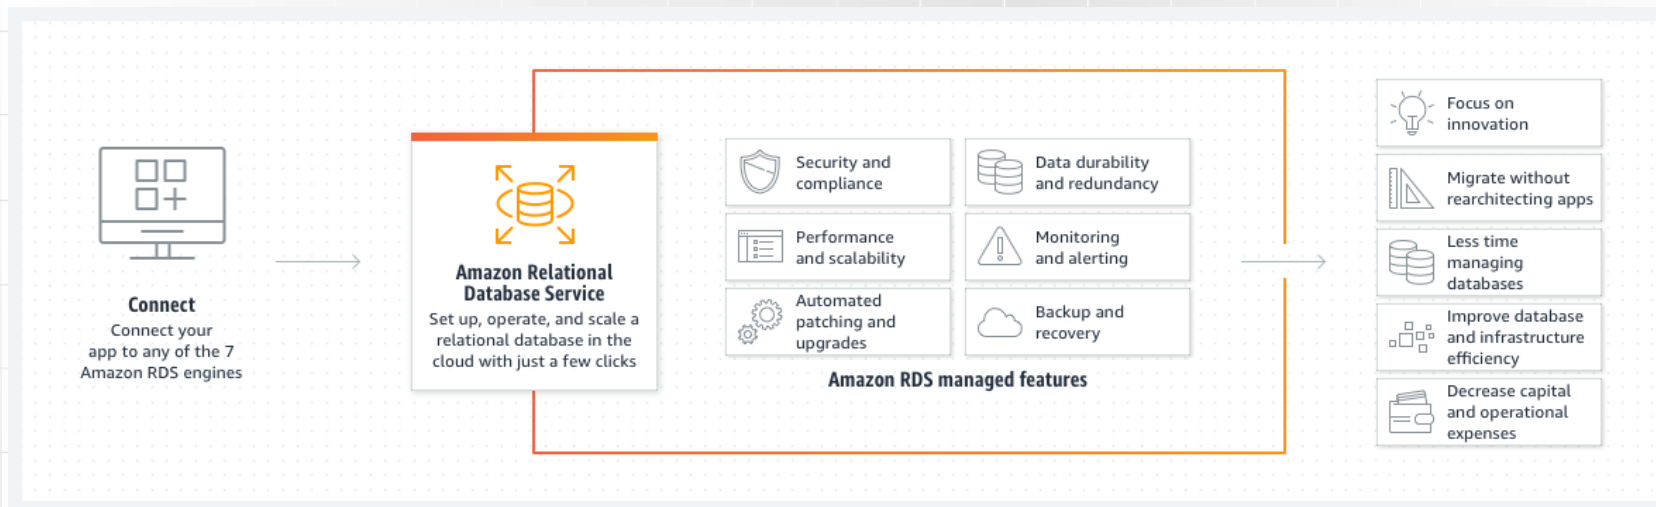 Connect
Connect your
app to any of the 7
Amazon RDS engines
Amazon Relational
Database Service
Set up, operate, and scale a
relational database in the
cloud with just a few clicks
Security and
compliance
Data durability
and redundancy
Performance
and scalability
Monitoring
and alerting
Automated
patching and
upgrades
Backup and
recovery
Amazon RDS managed features
Focus on
innovation
Migrate without
rearchitecting apps
Less time
managing
databases
Improve database
and infrastructure
efficiency
Decrease capital
and operational
expenses